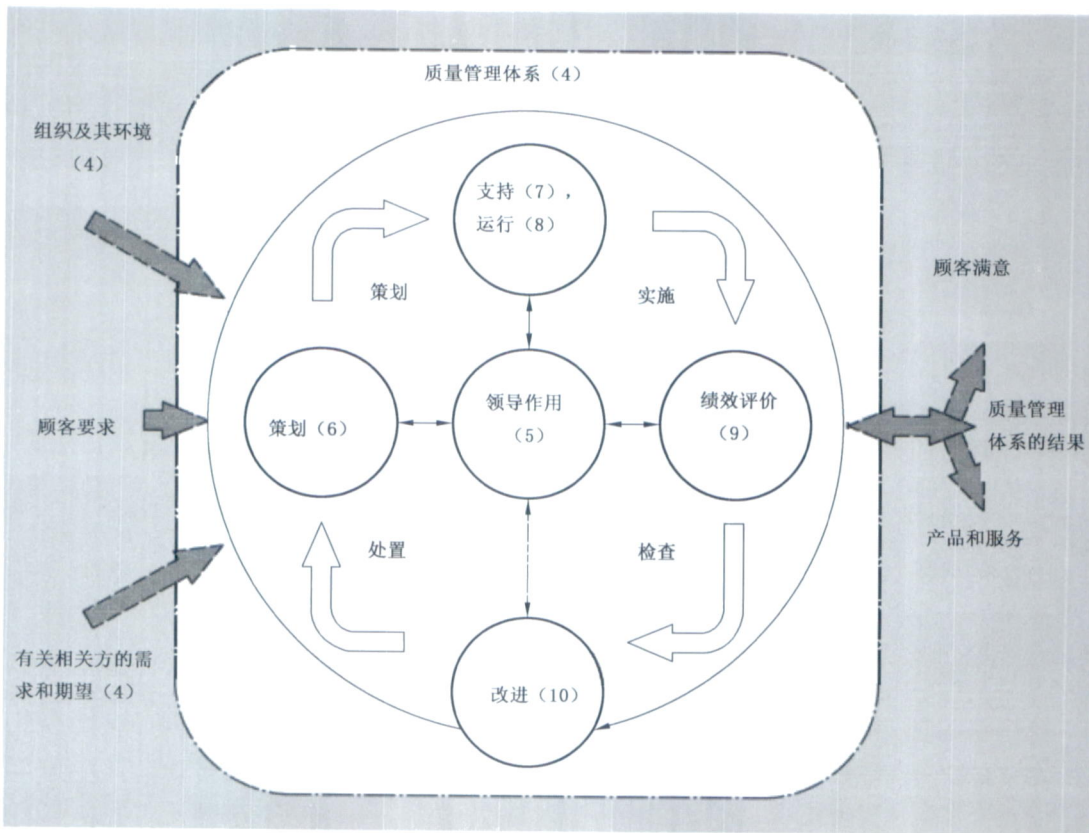 质量管理体系（4）
组织及其环境
（4）
支持（7），
运行（8）
顾客满意
策划
实施
顾客要求
策划（6）
领导作用
（5）
绩效评价
（9）
质量管理
体系的结果
处置
检查
产品和服务
有关相关方的需
求和期望（4）
改进（10）